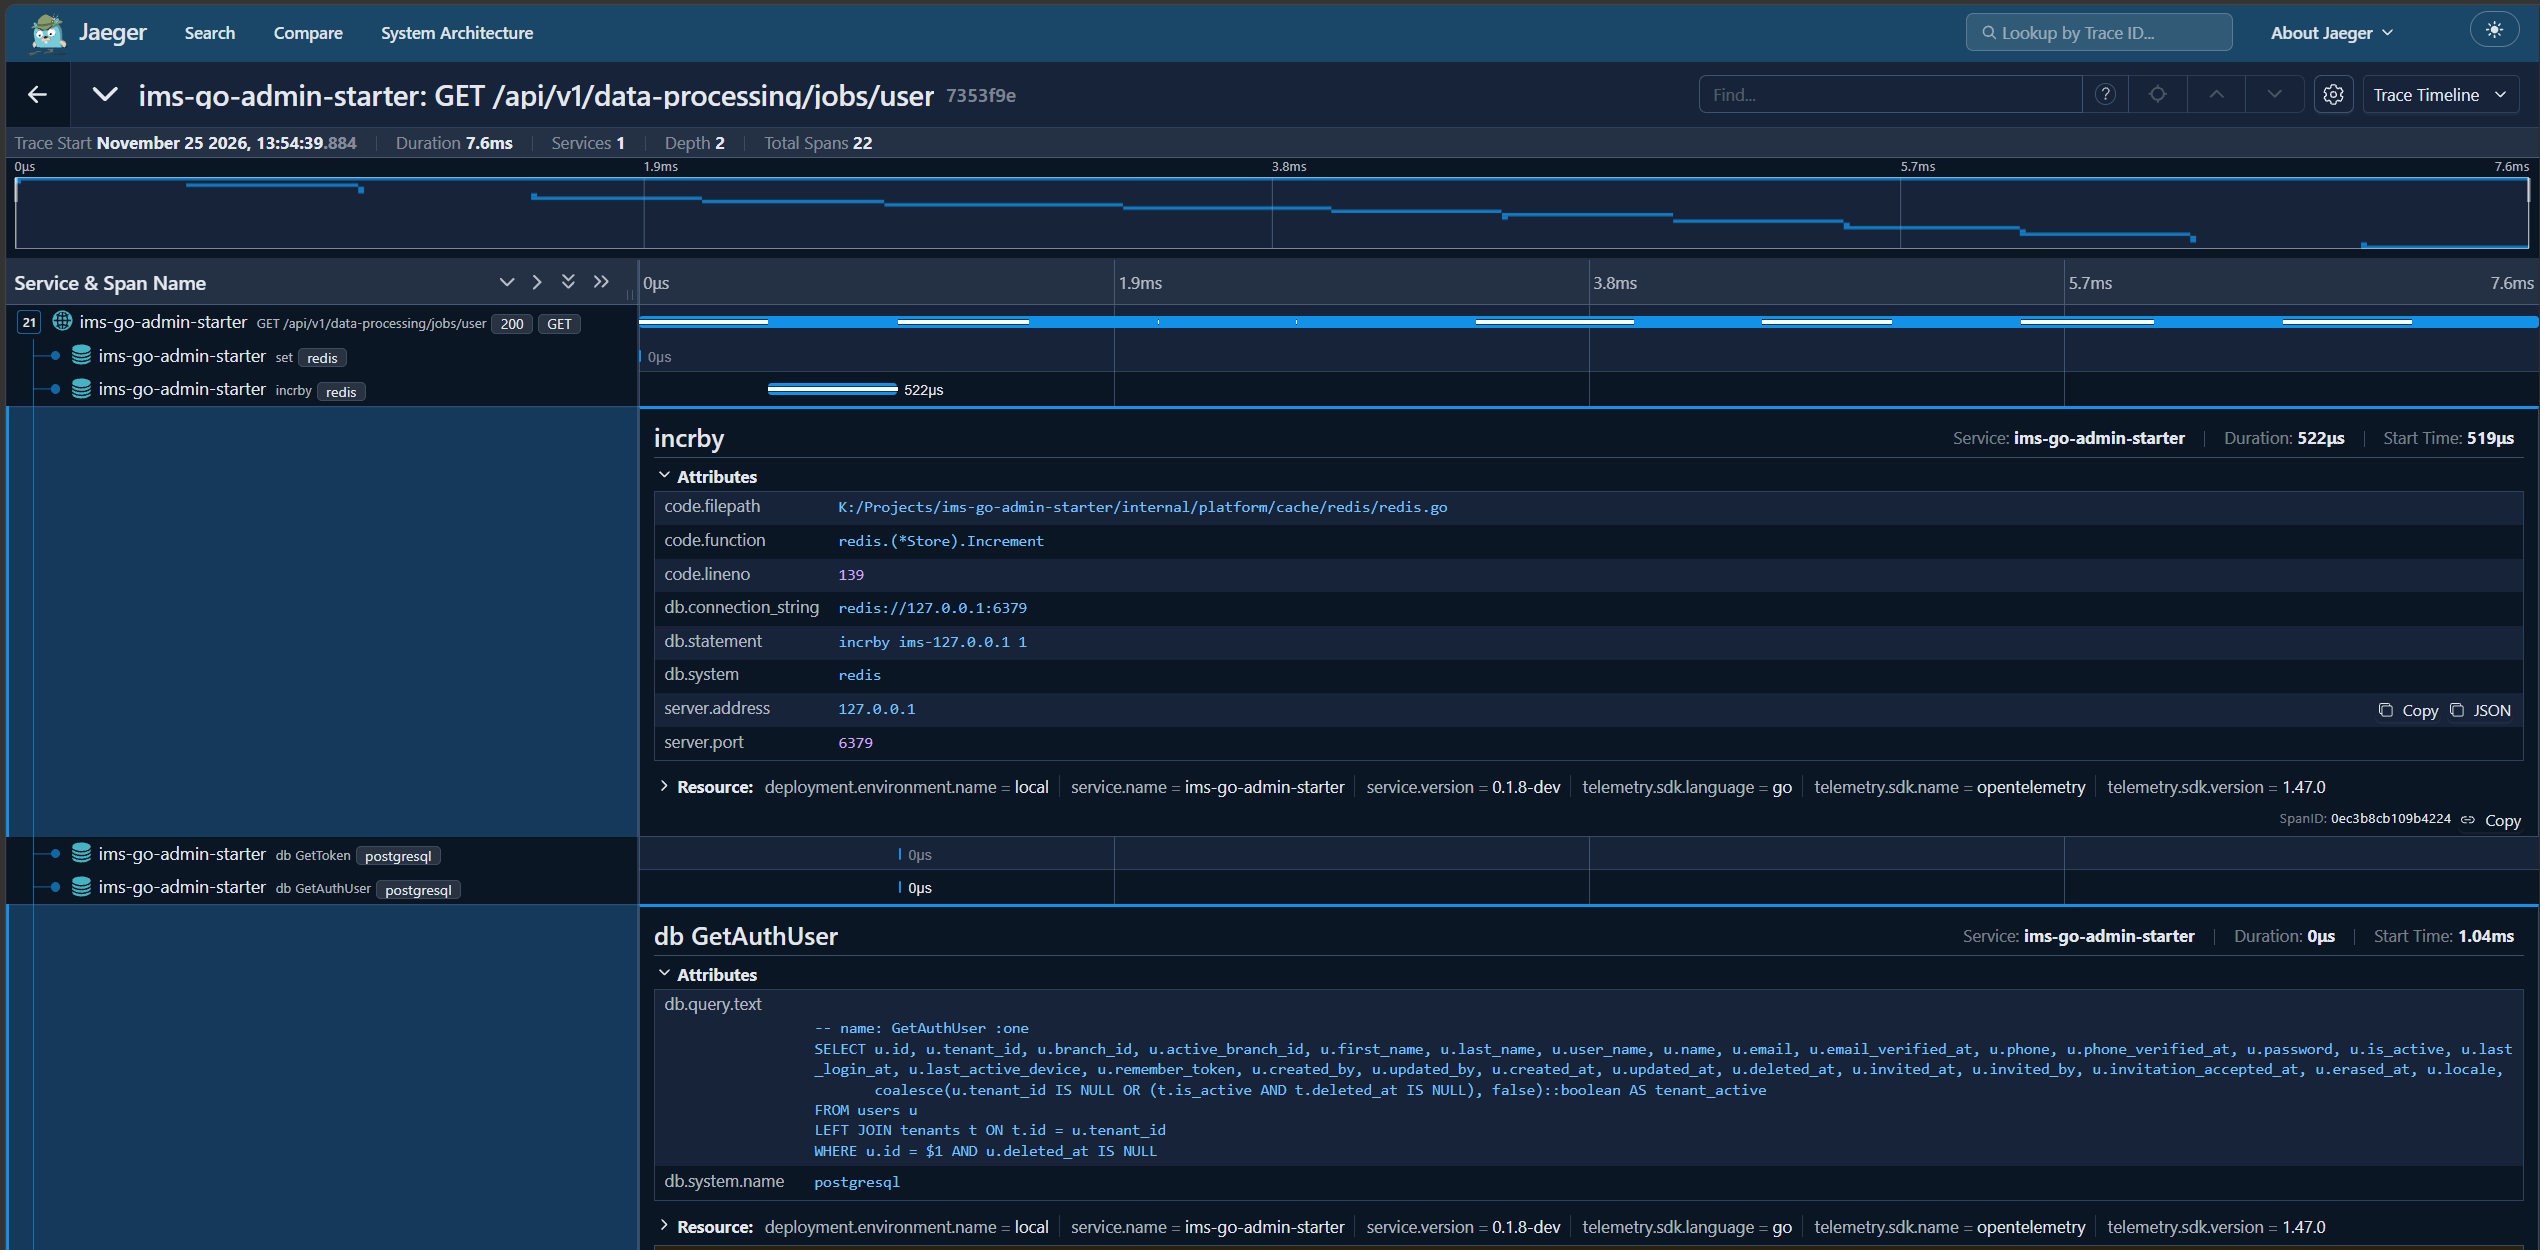 Jaeger Search Compare System Architecture Lookup by Trace ID... About Jaeger
ims-go-admin-starter: GET /api/v1/data-processing/jobs/user 7353f9e Find... ? Trace Timeline
Trace Start November 25 2026, 13:54:39.884 Duration 7.6ms Services 1 Depth 2 Total Spans 22
0μs 1.9ms 3.8ms 5.7ms 7.6ms
Service & Span Name 0μs 1.9ms 3.8ms 5.7ms 7.6ms
21 ims-go-admin-starter GET /api/v1/data-processing/jobs/user 200 GET
ims-go-admin-starter set redis 0μs
ims-go-admin-starter incrby redis 522μs
incrby Service: ims-go-admin-starter Duration: 522μs Start Time: 519μs
Attributes
code.filepath K:/Projects/ims-go-admin-starter/internal/platform/cache/redis/redis.go
code.function redis.(*Store).Increment
code.lineno 139
db.connection_string redis://127.0.0.1:6379
db.statement incrby ims-127.0.0.1 1
db.system redis
server.address 127.0.0.1 Copy JSON
server.port 6379
Resource: deployment.environment.name = local service.name = ims-go-admin-starter service.version = 0.1.8-dev telemetry.sdk.language = go telemetry.sdk.name = opentelemetry telemetry.sdk.version = 1.47.0
SpanID: 0ec3b8cb109b4224 Copy
ims-go-admin-starter db GetToken postgresql 0μs
ims-go-admin-starter db GetAuthUser postgresql 0μs
db GetAuthUser Service: ims-go-admin-starter Duration: 0μs Start Time: 1.04ms
Attributes
db.query.text
-- name: GetAuthUser :one
SELECT u.id, u.tenant_id, u.branch_id, u.active_branch_id, u.first_name, u.last_name, u.user_name, u.name, u.email, u.email_verified_at, u.phone, u.phone_verified_at, u.password, u.is_active, u.last
_login_at, u.last_active_device, u.remember_token, u.created_by, u.updated_by, u.created_at, u.updated_at, u.deleted_at, u.invited_at, u.invited_by, u.invitation_accepted_at, u.erased_at, u.locale,
coalesce(u.tenant_id IS NULL OR (t.is_active AND t.deleted_at IS NULL), false)::boolean AS tenant_active
FROM users u
LEFT JOIN tenants t ON t.id = u.tenant_id
WHERE u.id = $1 AND u.deleted_at IS NULL
db.system.name postgresql
Resource: deployment.environment.name = local service.name = ims-go-admin-starter service.version = 0.1.8-dev telemetry.sdk.language = go telemetry.sdk.name = opentelemetry telemetry.sdk.version = 1.47.0